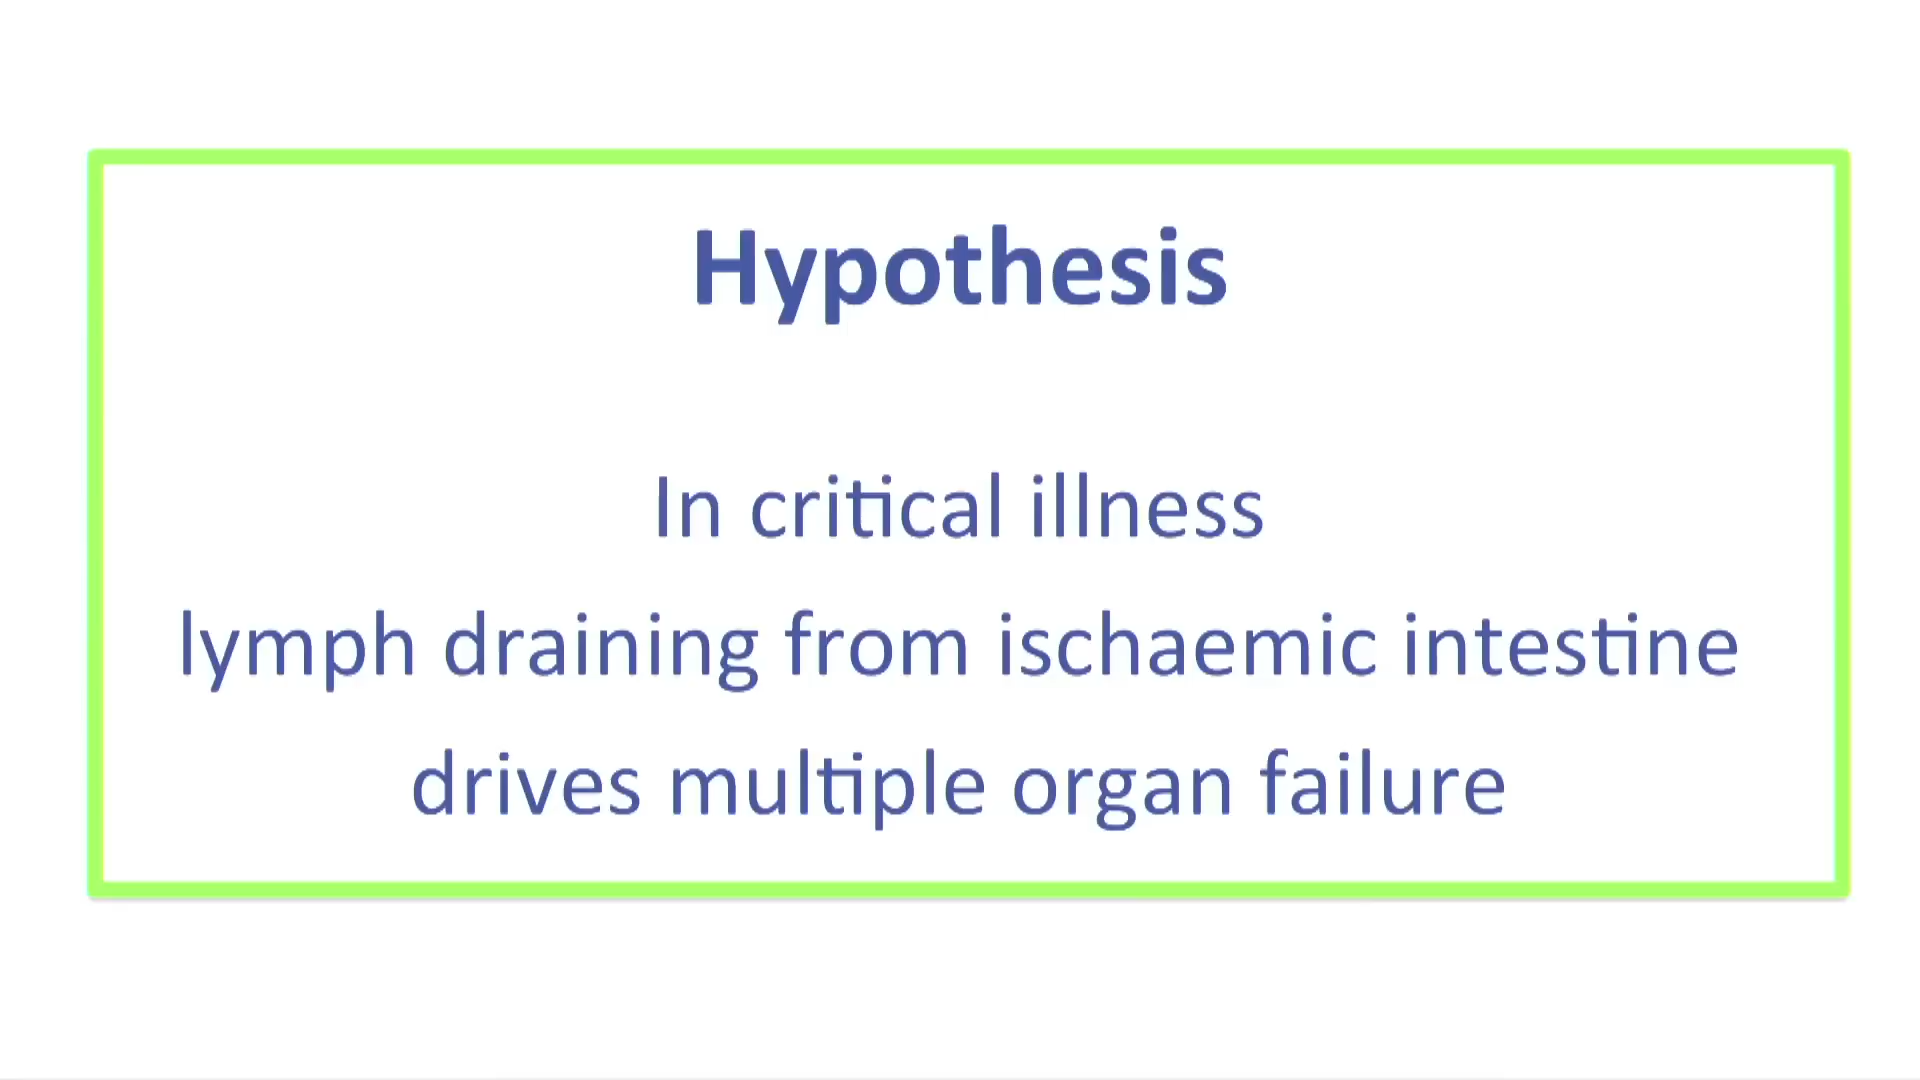 Hypothesis
In critical illness
lymph draining from ischaemic intestine
drives multiple organ failure